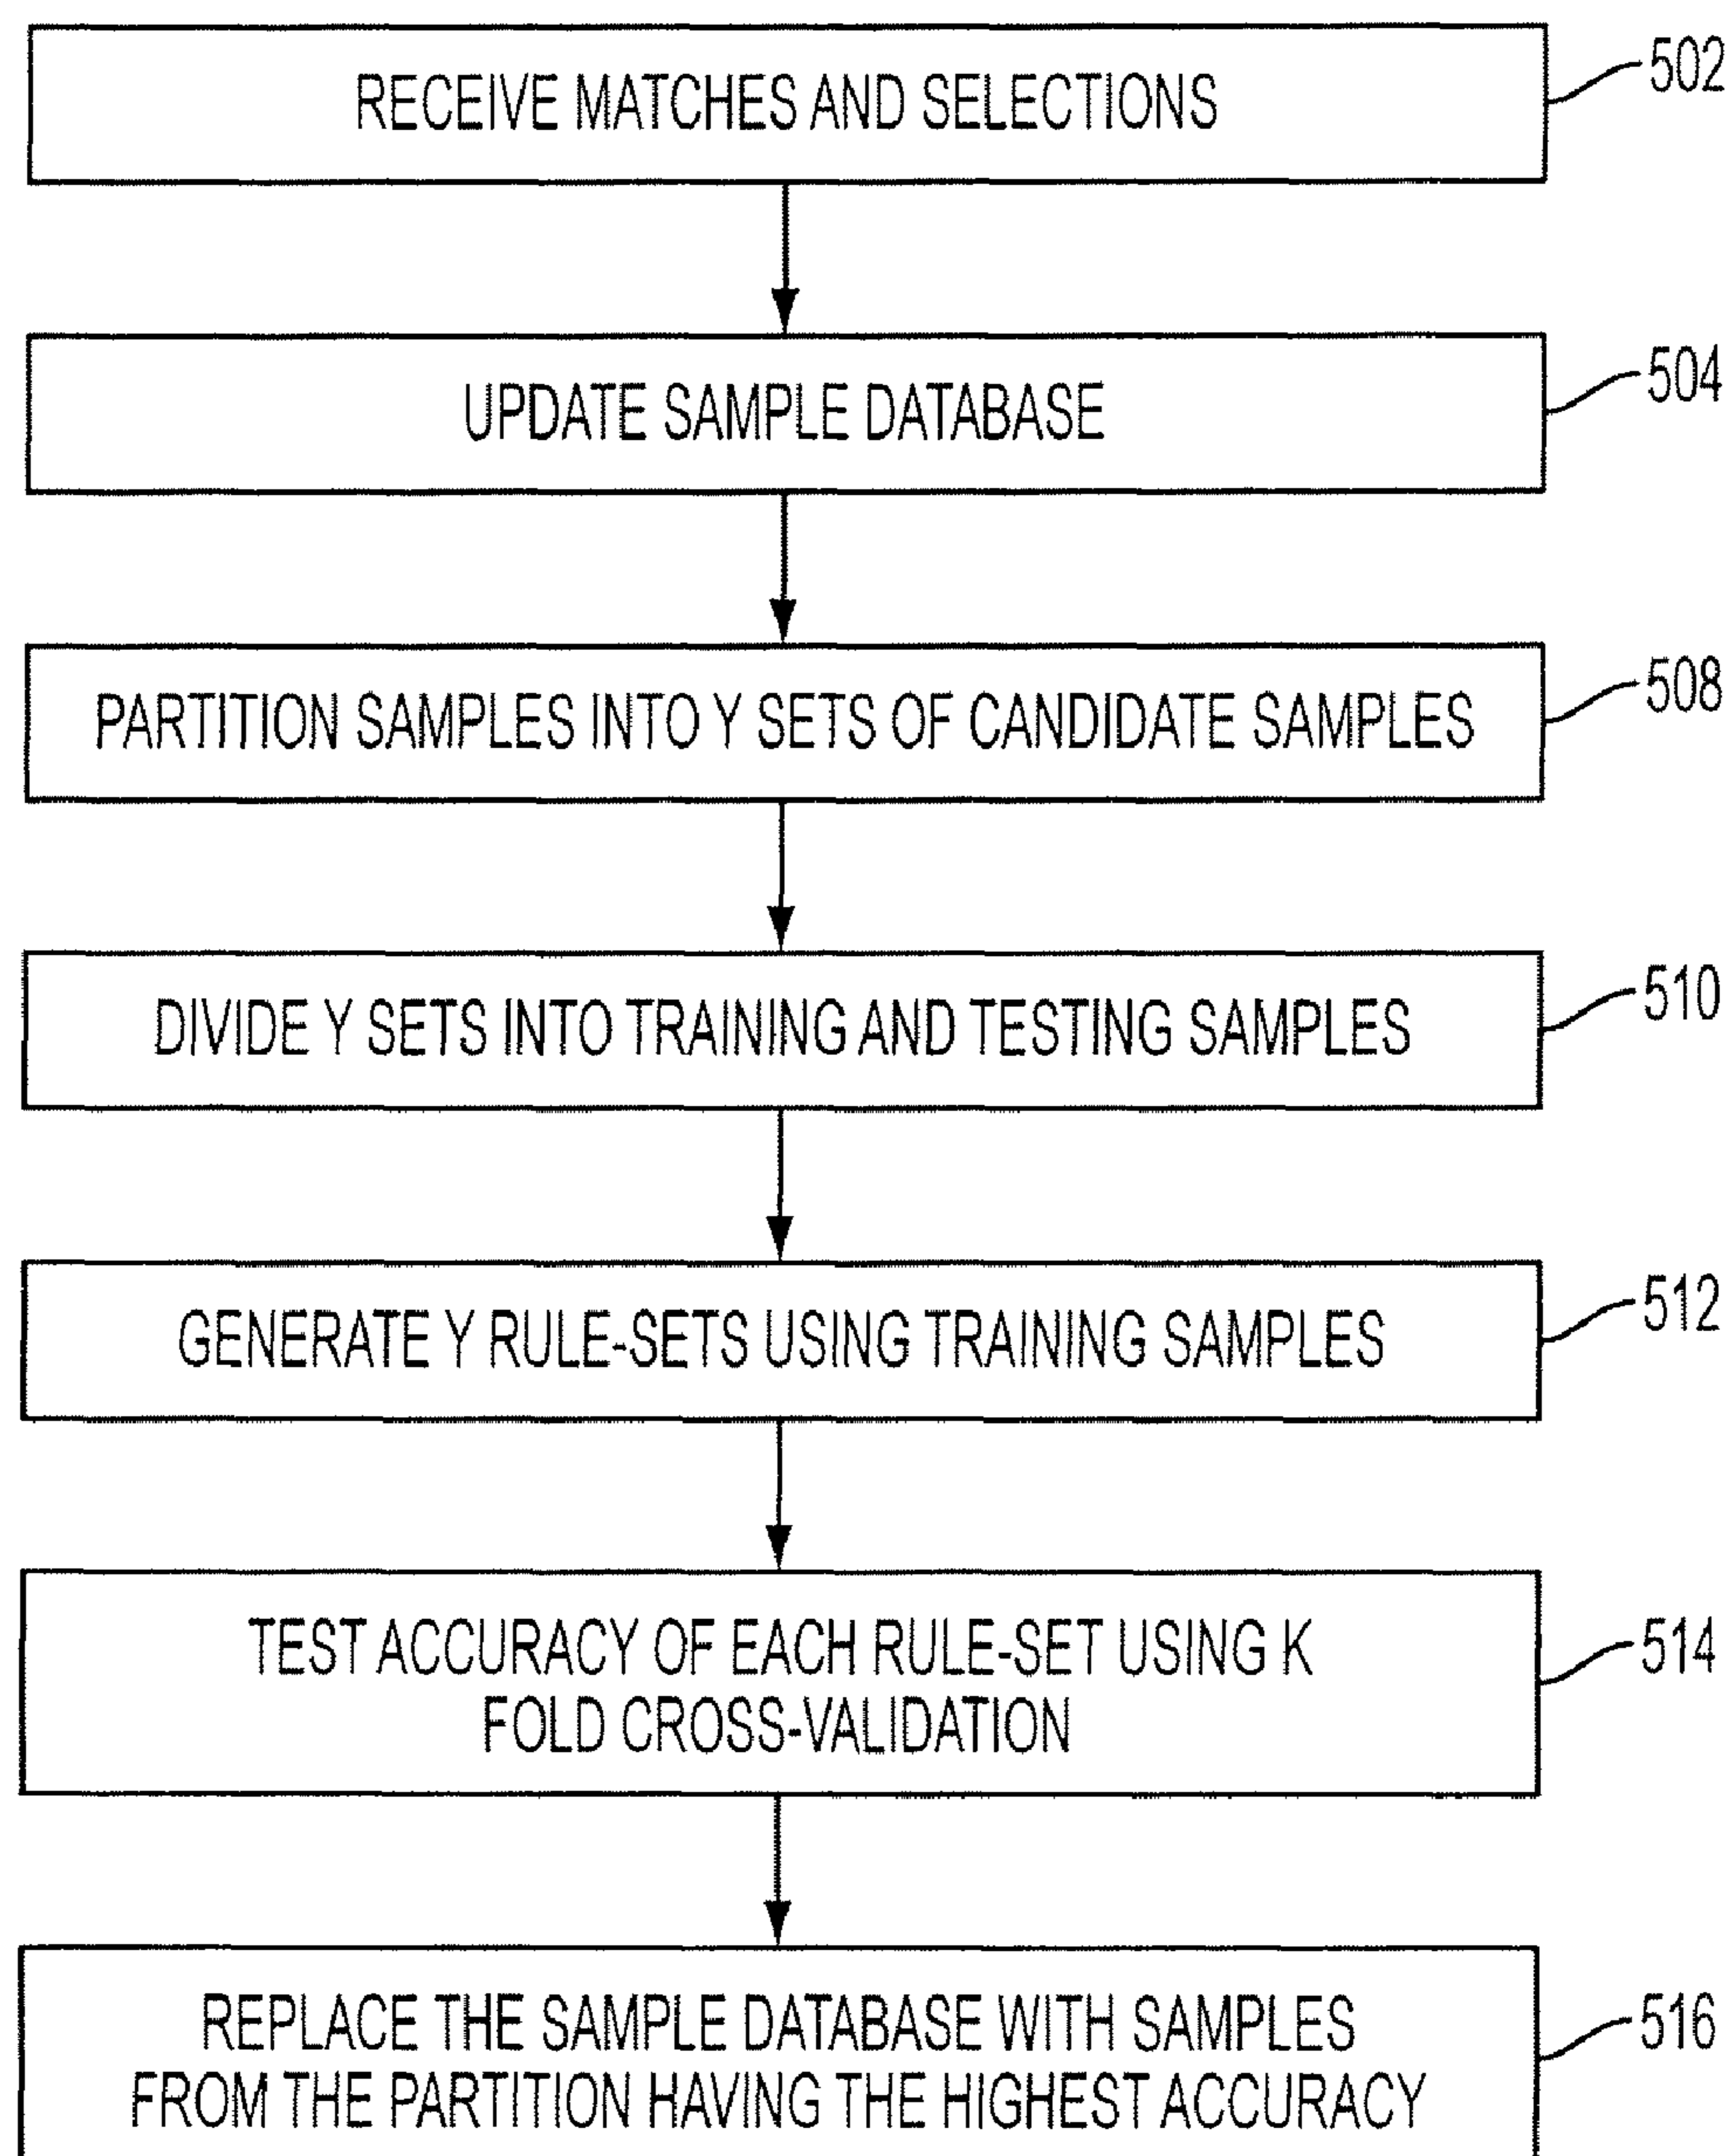 RECEIVE MATCHES AND SELECTIONS
502
UPDATE SAMPLE DATABASE
504
PARTITION SAMPLES INTO Y SETS OF CANDIDATE SAMPLES
508
DIVIDE Y SETS INTO TRAINING AND TESTING SAMPLES
510
GENERATE Y RULE-SETS USING TRAINING SAMPLES
512
TEST ACCURACY OF EACH RULE-SET USING K
FOLD CROSS-VALIDATION
514
REPLACE THE SAMPLE DATABASE WITH SAMPLES
FROM THE PARTITION HAVING THE HIGHEST ACCURACY
516